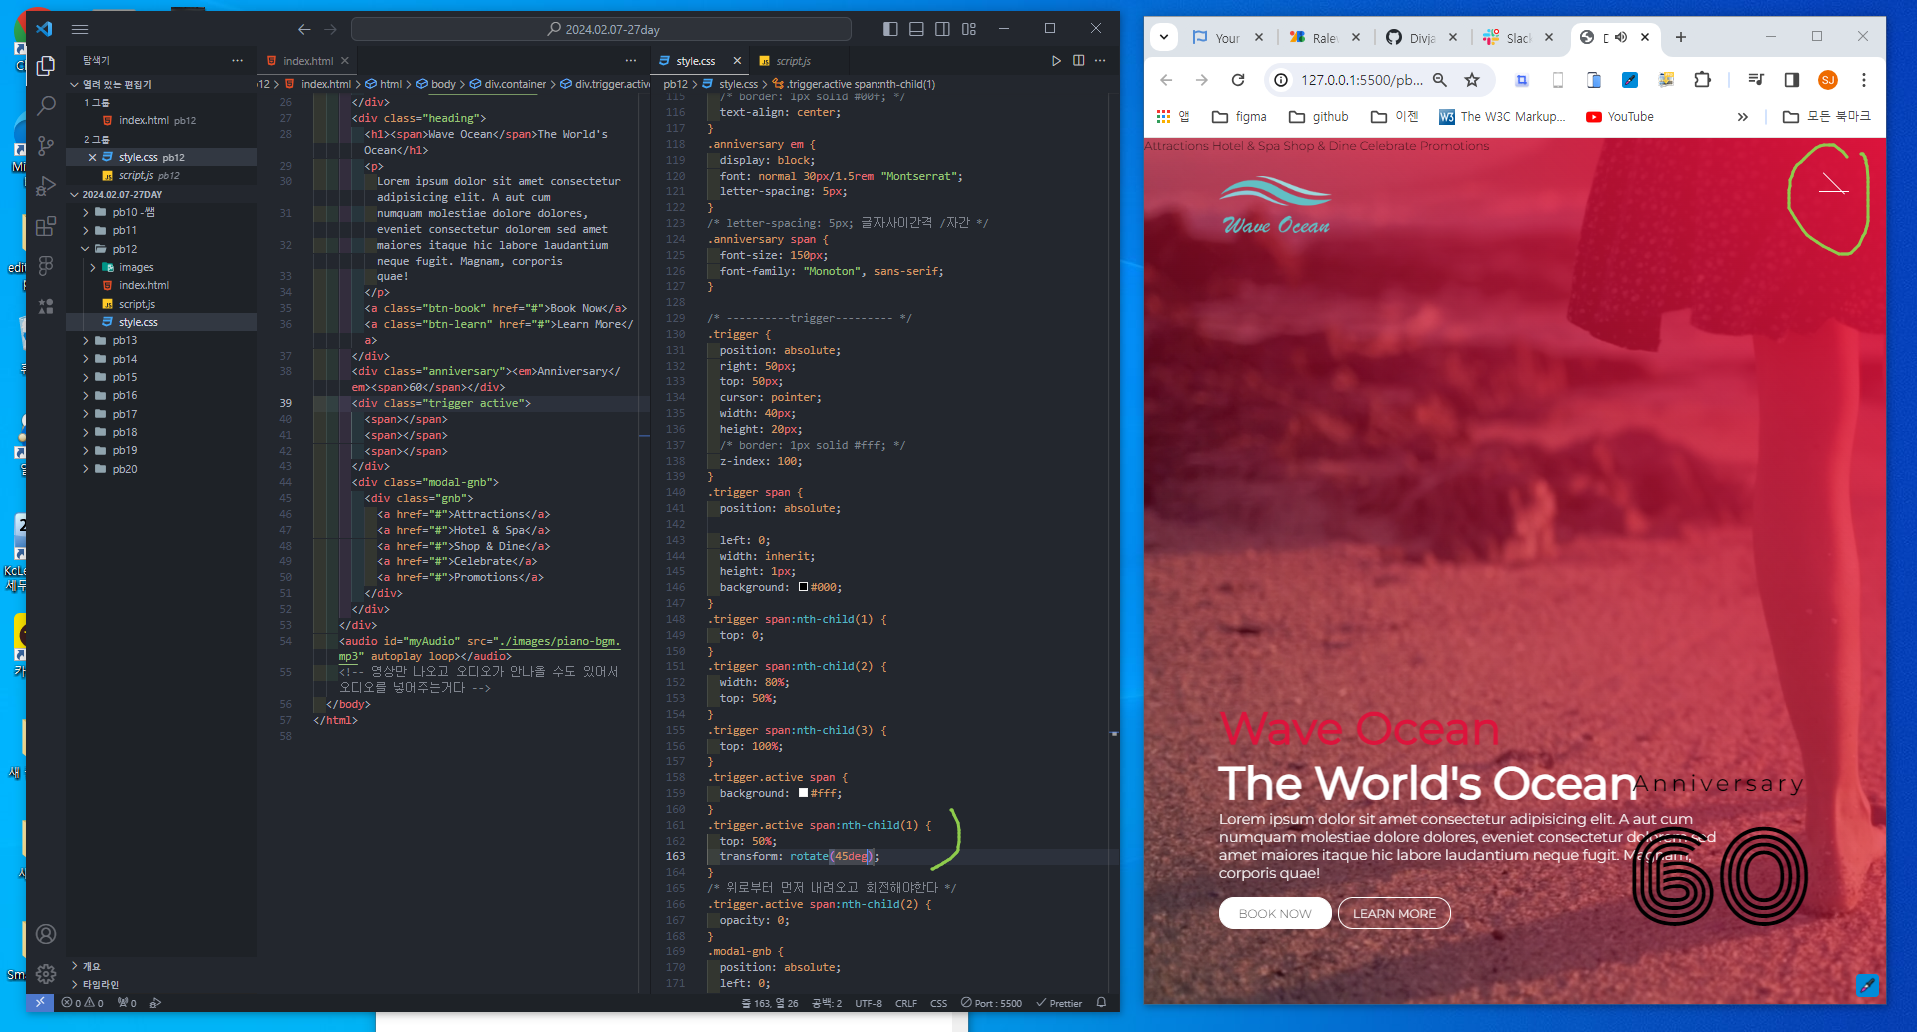 2024.02.07-27day
탐색기
열려 있는 편집기
1 그룹
index.html pb12
2 그룹
style.css pb12
script.js pb12
2024.02.07-27DAY
pb10 -쌤
pb11
pb12
images
index.html
script.js
style.css
pb13
pb14
pb15
pb16
pb17
pb18
pb19
pb20
개요
타임라인
index.html
index.html > html > body > div.container > div.trigger.active
26 </div>
27 <div class="heading">
28 <h1><span>Wave Ocean</span>The World's
Ocean</h1>
29 <p>
30 Lorem ipsum dolor sit amet consectetur
adipisicing elit. A aut cum
31 numquam molestiae dolore dolores,
eveniet consectetur dolorem sed amet
32 maiores itaque hic labore laudantium
neque fugit. Magnam, corporis
33 quae!
34 </p>
35 <a class="btn-book" href="#">Book Now</a>
36 <a class="btn-learn" href="#">Learn More</
a>
37 </div>
38 <div class="anniversary"><em>Anniversary</
em><span>60</span></div>
39 <div class="trigger active">
40 <span></span>
41 <span></span>
42 <span></span>
43 </div>
44 <div class="modal-gnb">
45 <div class="gnb">
46 <a href="#">Attractions</a>
47 <a href="#">Hotel & Spa</a>
48 <a href="#">Shop & Dine</a>
49 <a href="#">Celebrate</a>
50 <a href="#">Promotions</a>
51 </div>
52 </div>
53 </div>
54 <audio id="myAudio" src="./images/piano-bgm.
mp3" autoplay loop></audio>
55 <!-- 영상만 나오고 오디오가 안나올 수도 있어서
오디오를 넣어주는거다 -->
56 </body>
57 </html>
58
style.css
script.js
pb12 > style.css > .trigger.active span:nth-child(1)
115 /* border: 1px solid #00f; */
116 text-align: center;
117 }
118 .anniversary em {
119 display: block;
120 font: normal 30px/1.5rem "Montserrat";
121 letter-spacing: 5px;
122 }
123 /* letter-spacing: 5px; 글자사이간격 /자간 */
124 .anniversary span {
125 font-size: 150px;
126 font-family: "Monoton", sans-serif;
127 }
128
129 /* ----------trigger--------- */
130 .trigger {
131 position: absolute;
132 right: 50px;
133 top: 50px;
134 cursor: pointer;
135 width: 40px;
136 height: 20px;
137 /* border: 1px solid #fff; */
138 z-index: 100;
139 }
140 .trigger span {
141 position: absolute;
142
143 left: 0;
144 width: inherit;
145 height: 1px;
146 background: #000;
147 }
148 .trigger span:nth-child(1) {
149 top: 0;
150 }
151 .trigger span:nth-child(2) {
152 width: 80%;
153 top: 50%;
154 }
155 .trigger span:nth-child(3) {
156 top: 100%;
157 }
158 .trigger.active span {
159 background: #fff;
160 }
161 .trigger.active span:nth-child(1) {
162 top: 50%;
163 transform: rotate(45deg);
164 }
165 /* 위로부터 먼저 내려오고 회전해야한다 */
166 .trigger.active span:nth-child(2) {
167 opacity: 0;
168 }
169 .modal-gnb {
170 position: absolute;
171 left: 0;
0 0 0
줄 163, 열 26 공백: 2 UTF-8 CRLF CSS Port : 5500 Prettier
Your
Divja
Slack
127.0.0.1:5500/pb...
SJ
앱 figma github 이젠 The W3C Markup... YouTube » 모든 북마크
Attractions Hotel & Spa Shop & Dine Celebrate Promotions
Wave Ocean
Wave Ocean
The World's Ocean
Anniversary
60
Lorem ipsum dolor sit amet consectetur adipisicing elit. A aut cum
numquam molestiae dolore dolores, eveniet consectetur dolorem sed
amet maiores itaque hic labore laudantium neque fugit. Magnam,
corporis quae!
BOOK NOW
LEARN MORE